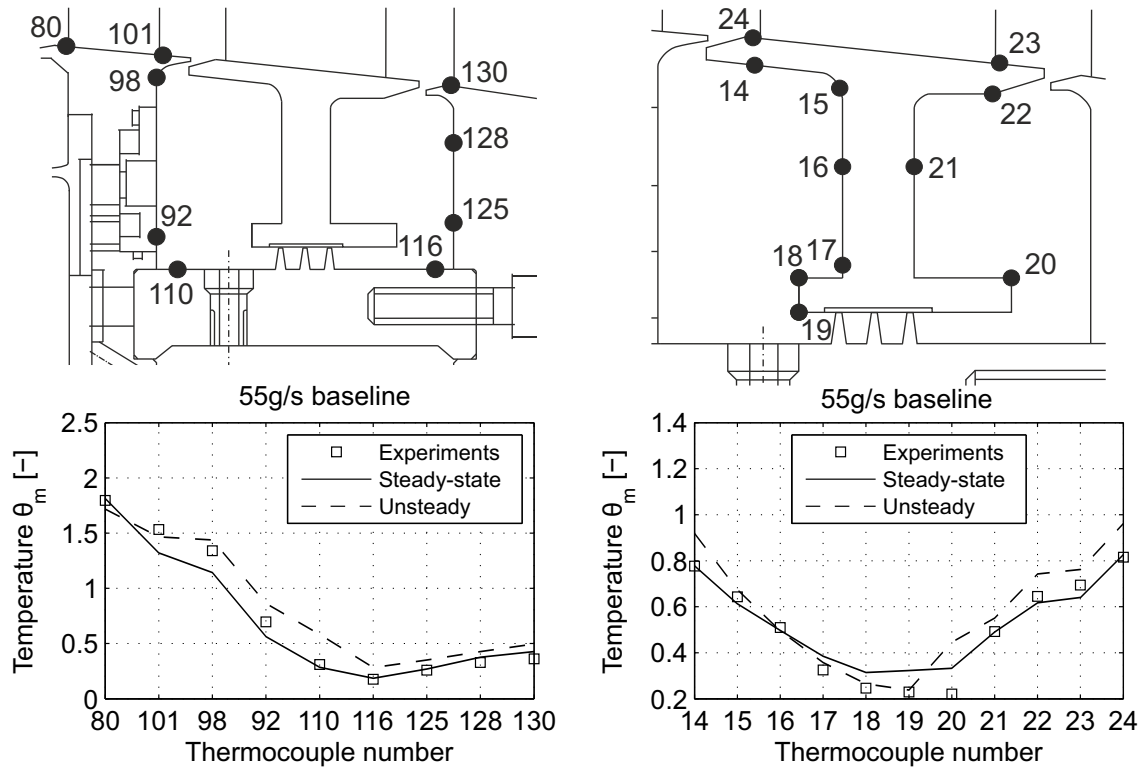 80
101
98
130
128
125
92
116
110
24
23
14
15
22
16
21
18
17
20
19
55g/s baseline
Temperature θ_m [–]
2.5
2
1.5
1
0.5
0
Experiments
Steady-state
Unsteady
80 101 98 92 110 116 125 128 130
Thermocouple number
55g/s baseline
Temperature θ_m [–]
1.4
1.2
1
0.8
0.6
0.4
0.2
Experiments
Steady-state
Unsteady
14 15 16 17 18 19 20 21 22 23 24
Thermocouple number